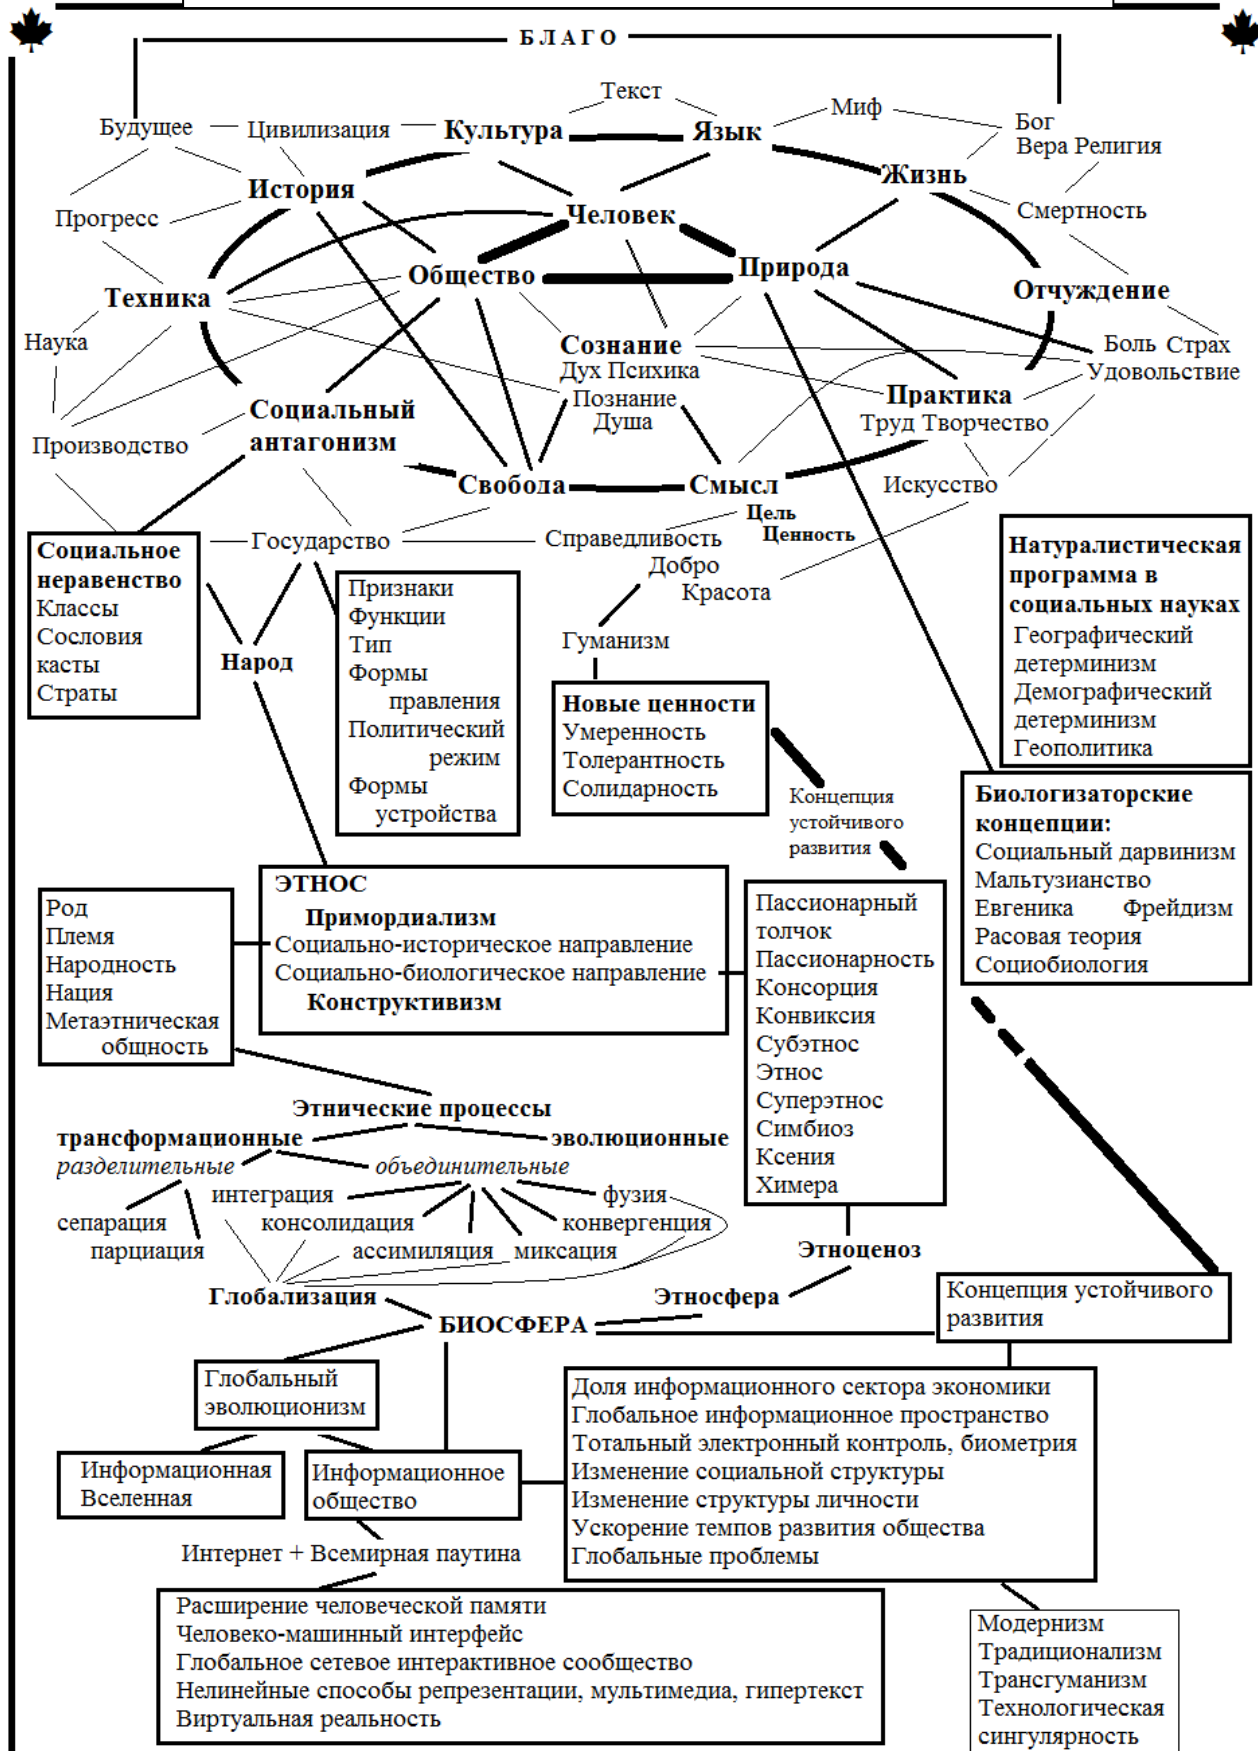 БЛАГО
Текст
Миф
Будущее
Цивилизация
Культура
Язык
Бог
Вера Религия
История
Жизнь
Прогресс
Человек
Смертность
Общество
Природа
Техника
Отчуждение
Наука
Сознание
Дух Психика
Познание
Душа
Боль Страх
Удовольствие
Практика
Труд Творчество
Социальный
антагонизм
Производство
Свобода
Смысл
Цель
Ценность
Искусство
Государство
Справедливость
Добро
Красота
Социальное
неравенство
Классы
Сословия
касты
Страты
Народ
Признаки
Функции
Тип
Формы
правления
Политический
режим
Формы
устройства
Гуманизм
Новые ценности
Умеренность
Толерантность
Солидарность
Концепция
устойчивого
развития
Натуралистическая
программа в
социальных науках
Географический
детерминизм
Демографический
детерминизм
Геополитика
Биологизаторские
концепции:
Социальный дарвинизм
Мальтузианство
Евгеника Фрейдизм
Расовая теория
Социобиология
ЭТНОС
Примордиализм
Социально-историческое направление
Социально-биологическое направление
Конструктивизм
Род
Племя
Народность
Нация
Метаэтническая
общность
Пассионарный
толчок
Пассионарность
Консорция
Конвиксия
Субэтнос
Этнос
Суперэтнос
Симбиоз
Ксения
Химера
Этнические процессы
трансформационные
эволюционные
разделительные
объединительные
интеграция
фузия
сепарация
консолидация
конвергенция
парциация
ассимиляция
миксация
Этноценоз
Глобализация
Этносфера
БИОСФЕРА
Концепция устойчивого
развития
Глобальный
эволюционизм
Информационная
Вселенная
Информационное
общество
Доля информационного сектора экономики
Глобальное информационное пространство
Тотальный электронный контроль, биометрия
Изменение социальной структуры
Изменение структуры личности
Ускорение темпов развития общества
Глобальные проблемы
Интернет + Всемирная паутина
Расширение человеческой памяти
Человеко-машинный интерфейс
Глобальное сетевое интерактивное сообщество
Нелинейные способы репрезентации, мультимедиа, гипертекст
Виртуальная реальность
Модернизм
Традиционализм
Трансгуманизм
Технологическая
сингулярность